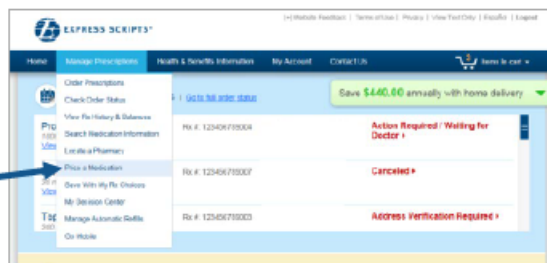 [+] Website Feedback | Terms of Use | Privacy | View Text Only | Español | Logout
EXPRESS SCRIPTS®
Home Manage Prescriptions Health & Benefits Information My Account Contact Us items in cart
Order Prescriptions
Check Order Status
Go to full order status
Save $440.00 annually with home delivery
View Rx History & Balances
Search Medication Information
Rx #: 123456789004
Action Required / Waiting for
Doctor
Locate a Pharmacy
Price a Medication
Rx #: 123456789007
Canceled
Save With My Rx Choices
My Decision Center
Manage Automatic Refills
Rx #: 123456789003
Address Verification Required
Go Mobile